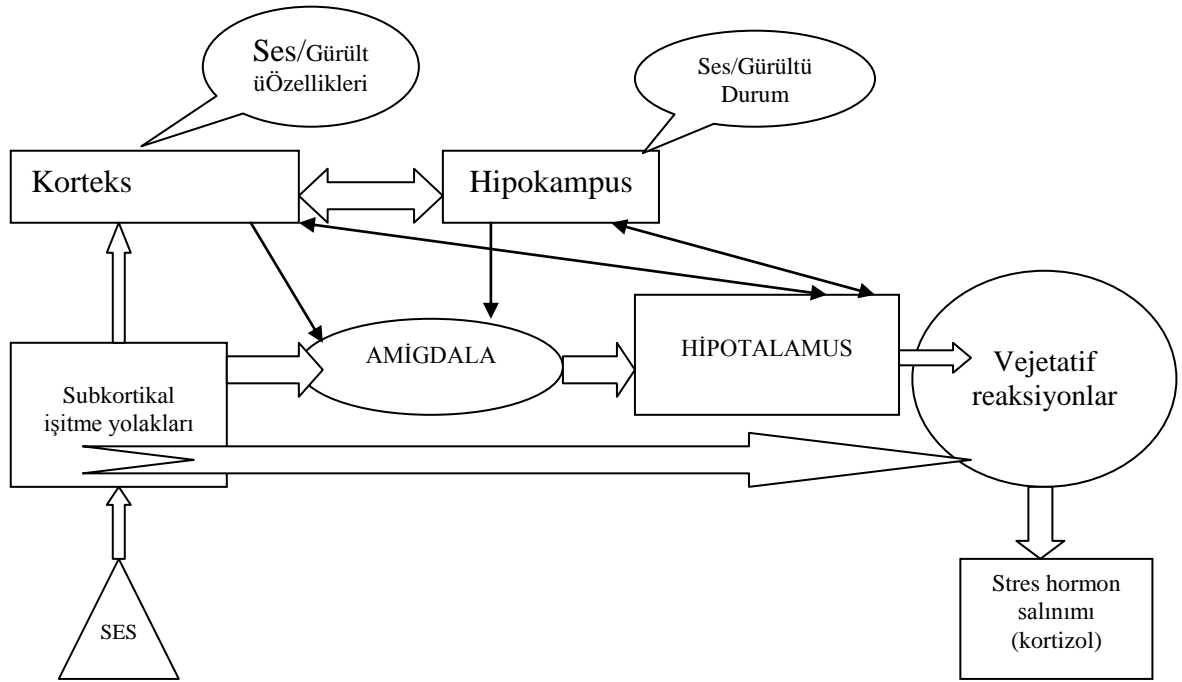 Ses/Gürült
üÖzellikleri
Ses/Gürültü
Durum
Korteks
Hipokampus
AMİGDALA
HİPOTALAMUS
Vejetatif
reaksiyonlar
Subkortikal
işitme yolakları
SES
Stres hormon
salınımı
(kortizol)